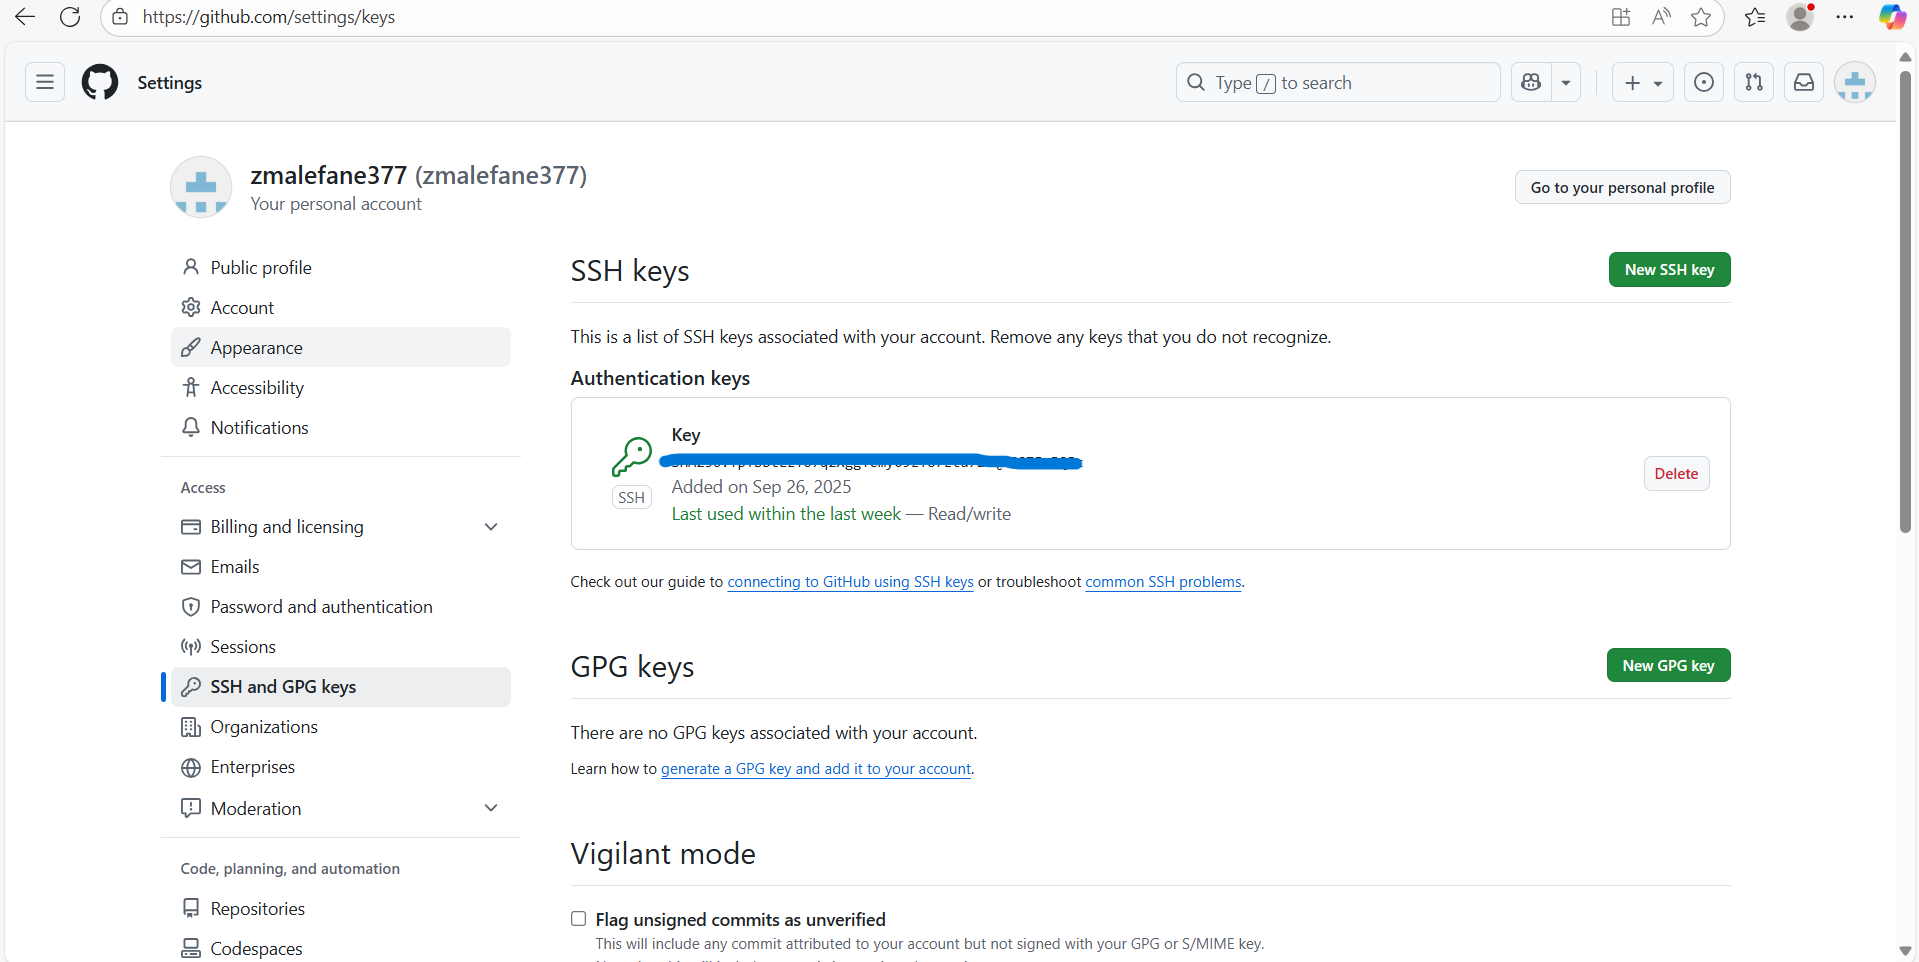 https://github.com/settings/keys
Settings
Type / to search
zmalefane377 (zmalefane377)
Your personal account
Go to your personal profile
Public profile
Account
Appearance
Accessibility
Notifications
Access
Billing and licensing
Emails
Password and authentication
Sessions
SSH and GPG keys
Organizations
Enterprises
Moderation
Code, planning, and automation
Repositories
Codespaces
SSH keys
New SSH key
This is a list of SSH keys associated with your account. Remove any keys that you do not recognize.
Authentication keys
Key
SSH
Added on Sep 26, 2025
Last used within the last week — Read/write
Delete
Check out our guide to connecting to GitHub using SSH keys or troubleshoot common SSH problems.
GPG keys
New GPG key
There are no GPG keys associated with your account.
Learn how to generate a GPG key and add it to your account.
Vigilant mode
Flag unsigned commits as unverified
This will include any commit attributed to your account but not signed with your GPG or S/MIME key.